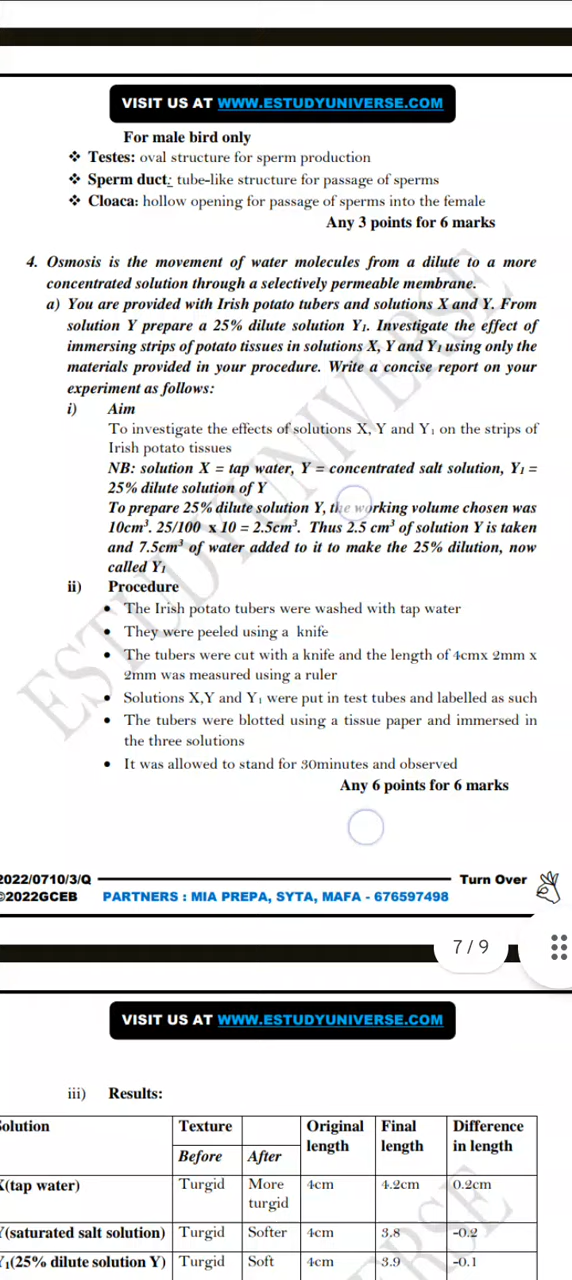 VISIT US AT WWW.ESTUDYUNIVERSE.COM
For male bird only
❖ Testes: oval structure for sperm production
❖ Sperm duct: tube-like structure for passage of sperms
❖ Cloaca: hollow opening for passage of sperms into the female
Any 3 points for 6 marks
4. Osmosis is the movement of water molecules from a dilute to a more
concentrated solution through a selectively permeable membrane.
a) You are provided with Irish potato tubers and solutions X and Y. From
solution Y prepare a 25% dilute solution Y₁. Investigate the effect of
immersing strips of potato tissues in solutions X, Y and Y₁ using only the
materials provided in your procedure. Write a concise report on your
experiment as follows:
i) Aim
To investigate the effects of solutions X, Y and Y₁ on the strips of
Irish potato tissues
NB: solution X = tap water, Y = concentrated salt solution, Y₁ =
25% dilute solution of Y
To prepare 25% dilute solution Y, the working volume chosen was
10cm³. 25/100 x 10 = 2.5cm³. Thus 2.5 cm³ of solution Y is taken
and 7.5cm³ of water added to it to make the 25% dilution, now
called Y₁
ii) Procedure
• The Irish potato tubers were washed with tap water
• They were peeled using a knife
• The tubers were cut with a knife and the length of 4cmx 2mm x
2mm was measured using a ruler
• Solutions X,Y and Y₁ were put in test tubes and labelled as such
• The tubers were blotted using a tissue paper and immersed in
the three solutions
• It was allowed to stand for 30minutes and observed
Any 6 points for 6 marks
2022/0710/3/Q Turn Over
©2022GCEB PARTNERS : MIA PREPA, SYTA, MAFA - 676597498
7 / 9
VISIT US AT WWW.ESTUDYUNIVERSE.COM
iii) Results:
Solution Texture Original length Final length Difference in length
Before After
X(tap water) Turgid More turgid 4cm 4.2cm 0.2cm
Y(saturated salt solution) Turgid Softer 4cm 3.8 -0.2
Y₁(25% dilute solution Y) Turgid Soft 4cm 3.9 -0.1
ESTUDYUNIVERSE